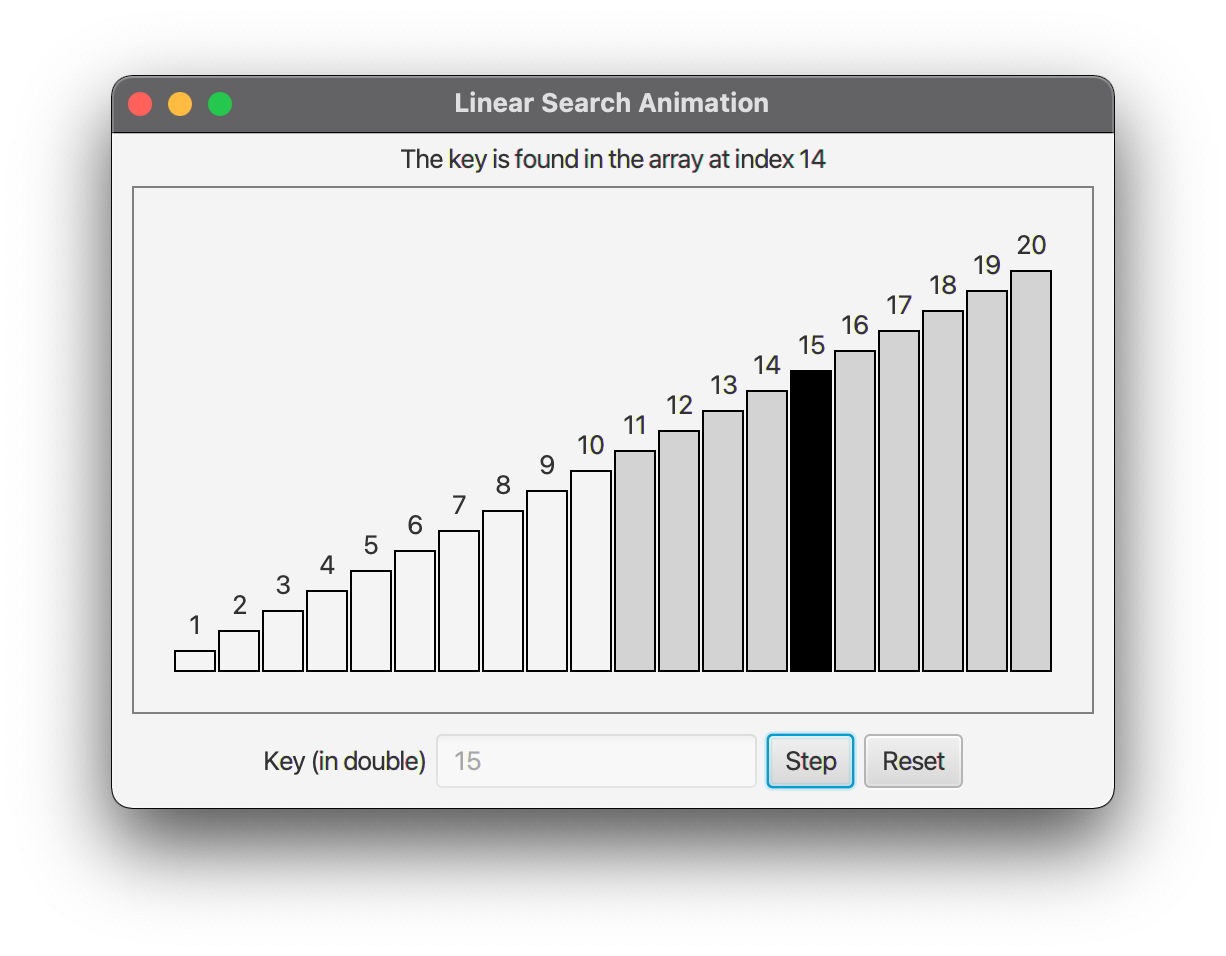 Linear Search Animation
The key is found in the array at index 14
1 2 3 4 5 6 7 8 9 10 11 12 13 14 15 16 17 18 19 20
Key (in double) 15 Step Reset